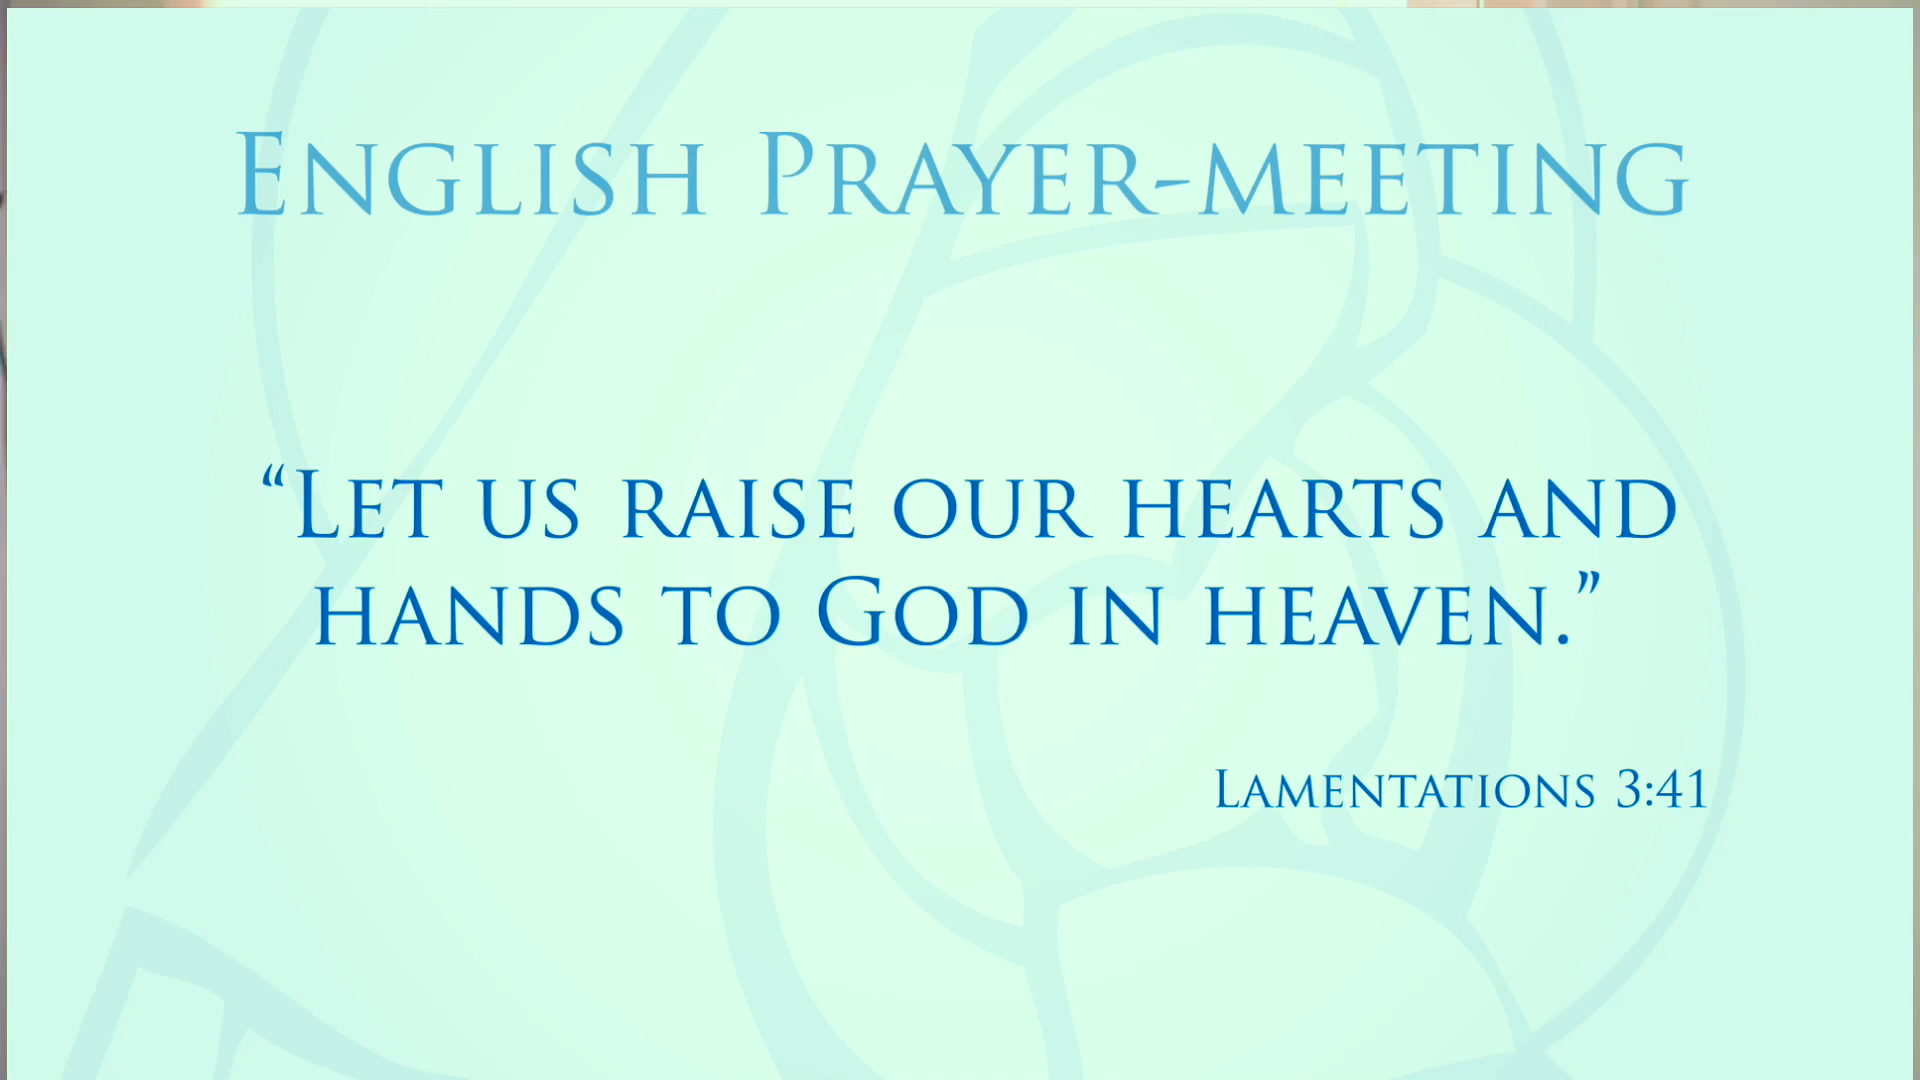 English Prayer-meeting
“Let us raise our hearts and
hands to God in heaven.”
Lamentations 3:41